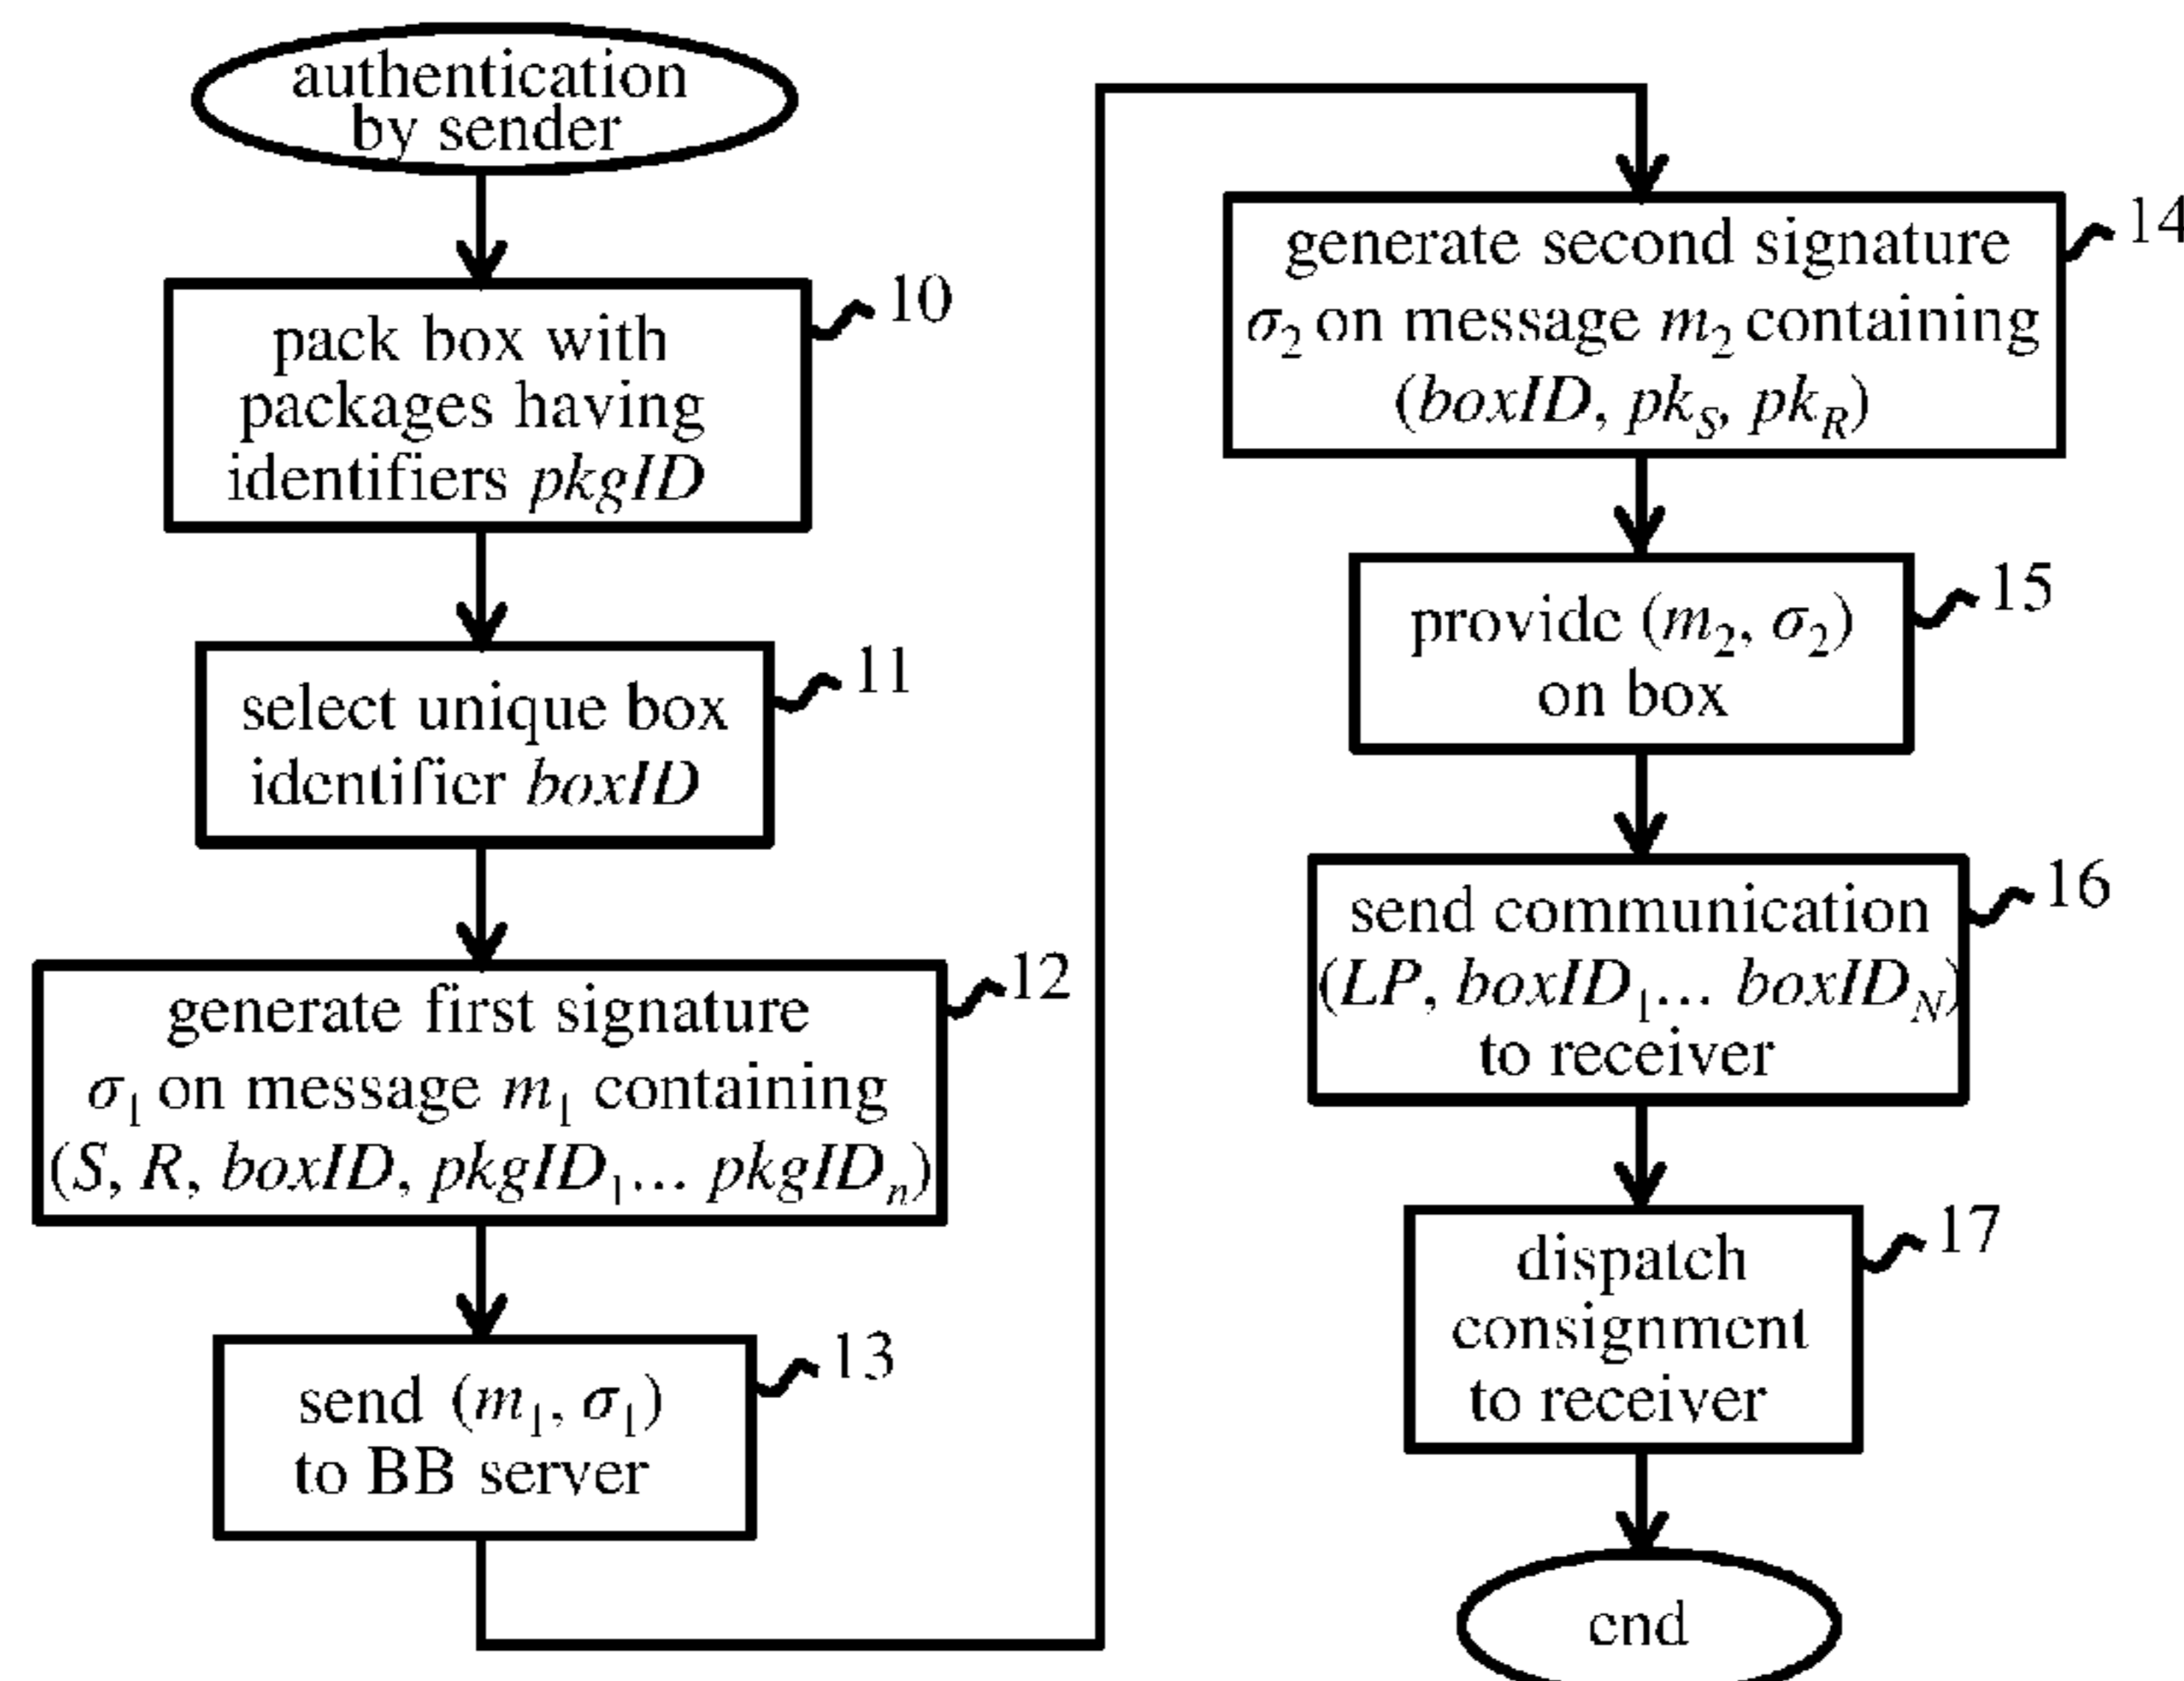 authentication
by sender
10
pack box with
packages having
identifiers pkgID
11
select unique box
identifier boxID
12
generate first signature
σ₁ on message m₁ containing
(S, R, boxID, pkgID₁... pkgIDₙ)
13
send (m₁, σ₁)
to BB server
14
generate second signature
σ₂ on message m₂ containing
(boxID, pk_S, pk_R)
15
provide (m₂, σ₂)
on box
16
send communication
(LP, boxID₁... boxID_N)
to receiver
17
dispatch
consignment
to receiver
end